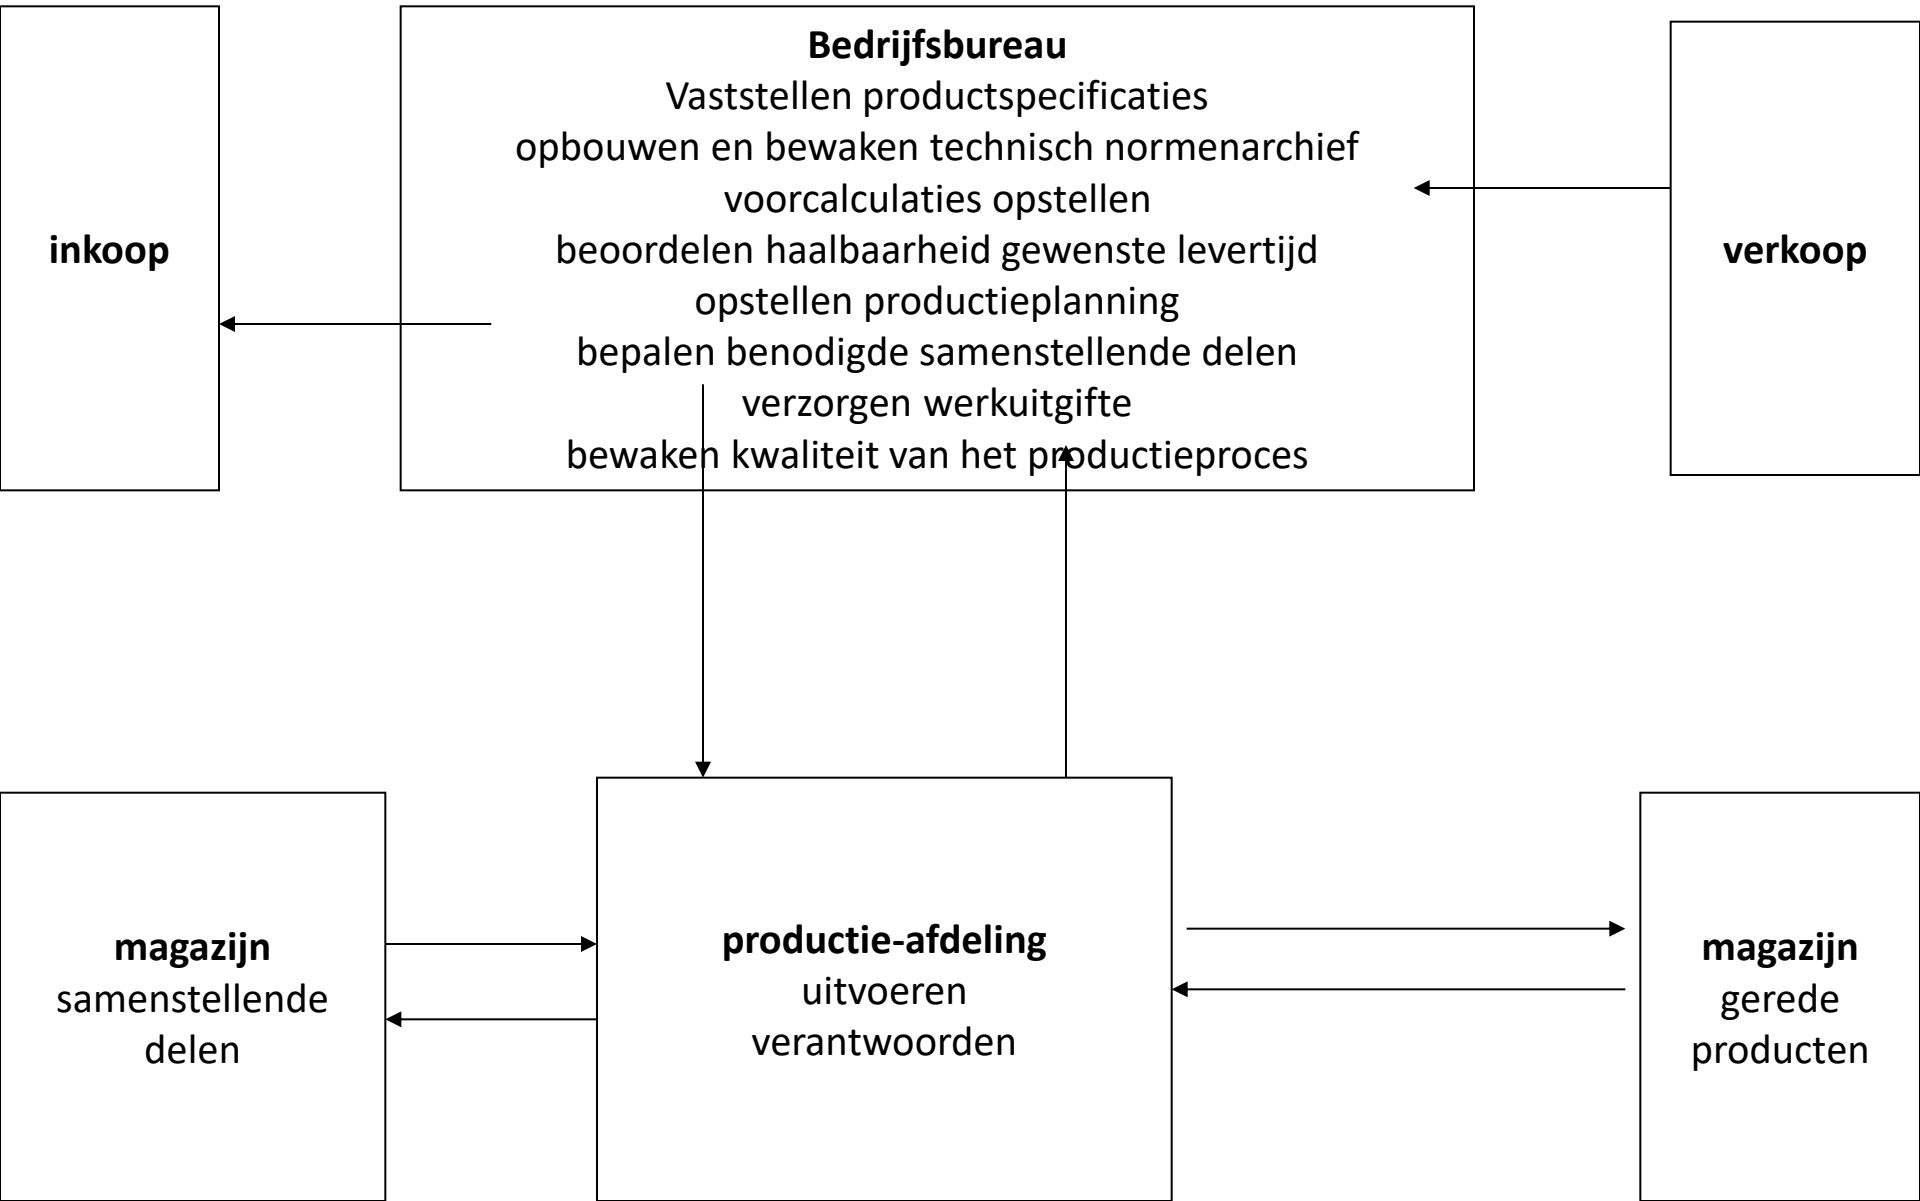 Bedrijfsbureau
Vaststellen productspecificaties
opbouwen en bewaken technisch normenarchief
voorcalculaties opstellen
beoordelen haalbaarheid gewenste levertijd
opstellen productieplanning
bepalen benodigde samenstellende delen
verzorgen werkuitgifte
bewaken kwaliteit van het productieproces
inkoop
verkoop
magazijn
samenstellende
delen
productie-afdeling
uitvoeren
verantwoorden
magazijn
gerede
producten